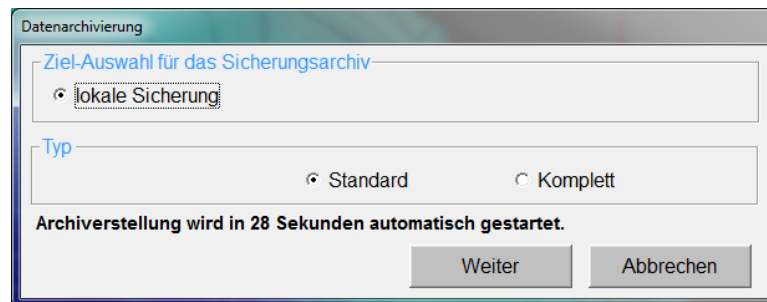 Datenarchivierung
Ziel-Auswahl für das Sicherungsarchiv
lokale Sicherung
Typ
Standard Komplett
Archiverstellung wird in 28 Sekunden automatisch gestartet.
Weiter Abbrechen